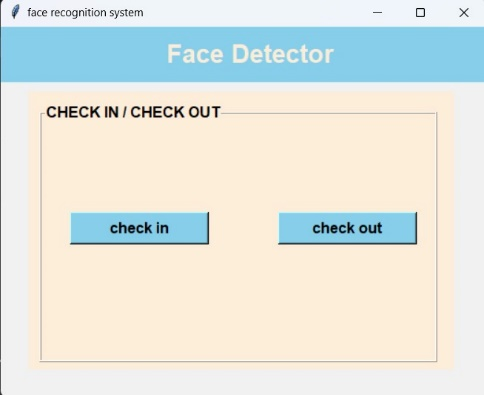 face recognition system
Face Detector
CHECK IN / CHECK OUT
check in
check out